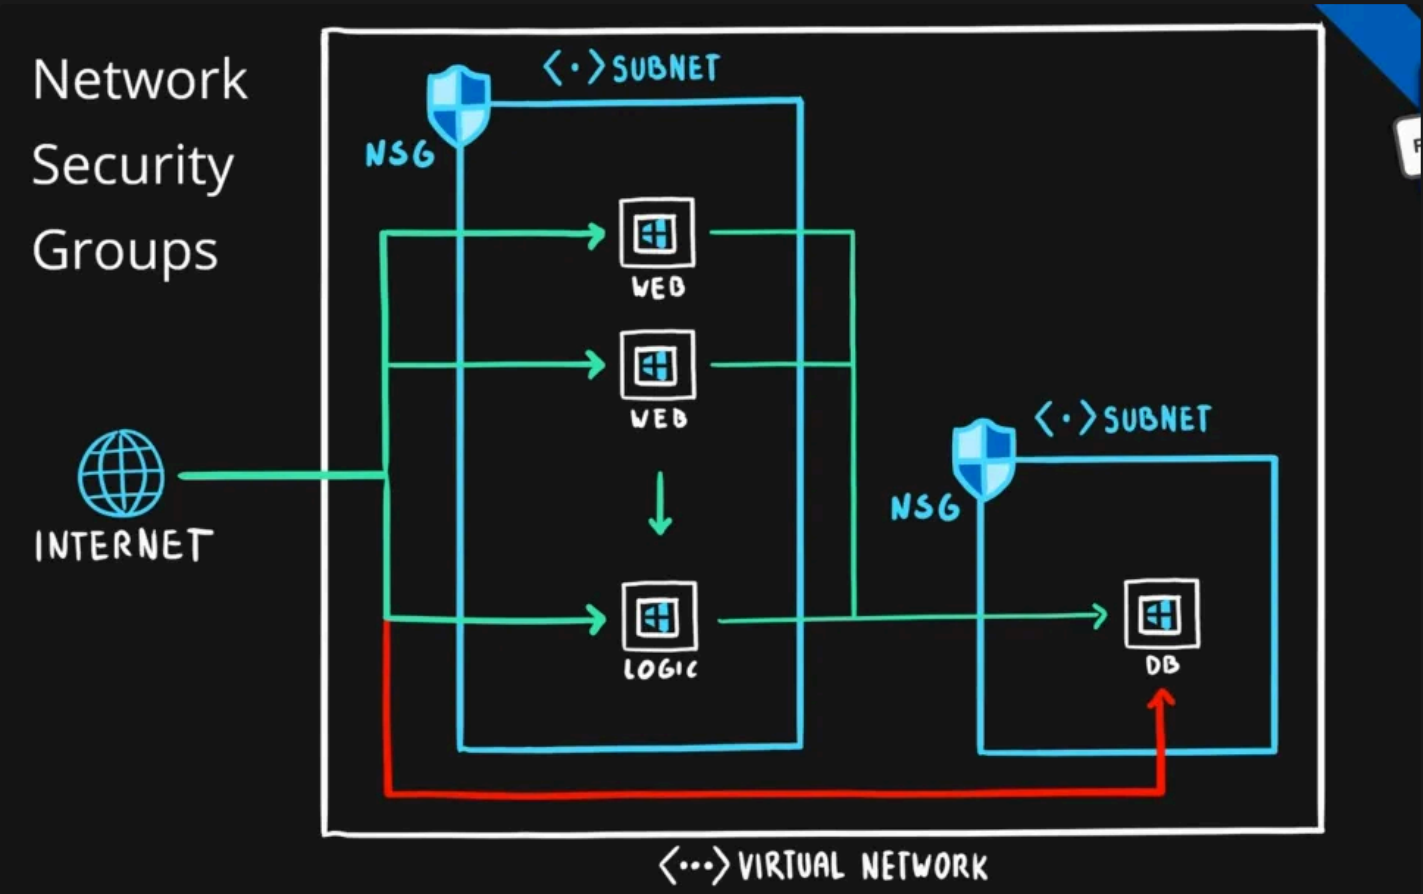 Network
Security
Groups
<·>SUBNET
NSG
WEB
WEB
LOGIC
INTERNET
<·>SUBNET
NSG
DB
<···>VIRTUAL NETWORK